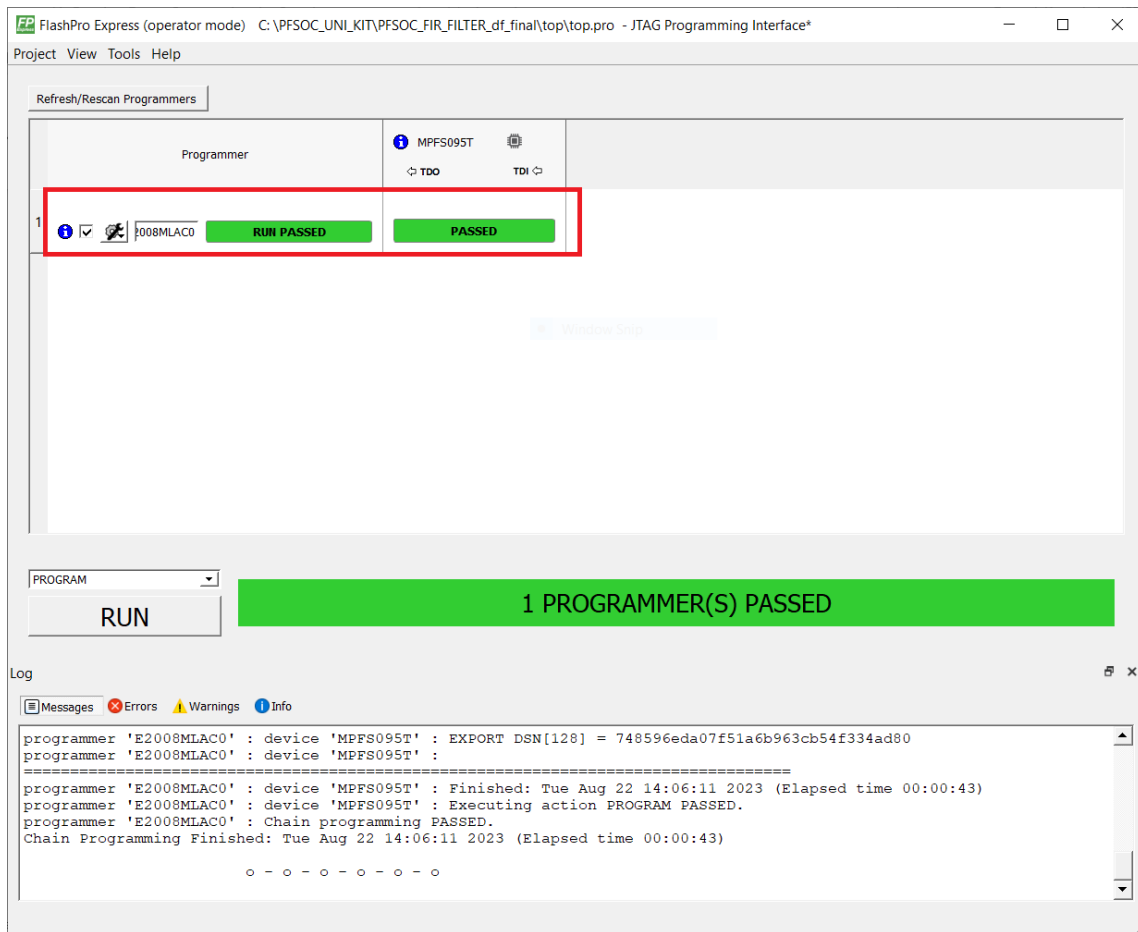 FlashPro Express (operator mode) C:\PFSOC_UNI_KIT\PFSOC_FIR_FILTER_df_final\top\top.pro - JTAG Programming Interface*
Project View Tools Help
Refresh/Rescan Programmers
Programmer
MPFS095T
TDO TDI
1
2008MLAC0 RUN PASSED PASSED
Window Snip
PROGRAM
RUN
1 PROGRAMMER(S) PASSED
Log
Messages Errors Warnings Info
programmer 'E2008MLAC0' : device 'MPFS095T' : EXPORT DSN[128] = 748596eda07f51a6b963cb54f334ad80
programmer 'E2008MLAC0' : device 'MPFS095T' :
===================================================================================
programmer 'E2008MLAC0' : device 'MPFS095T' : Finished: Tue Aug 22 14:06:11 2023 (Elapsed time 00:00:43)
programmer 'E2008MLAC0' : device 'MPFS095T' : Executing action PROGRAM PASSED.
programmer 'E2008MLAC0' : Chain programming PASSED.
Chain Programming Finished: Tue Aug 22 14:06:11 2023 (Elapsed time 00:00:43)
o - o - o - o - o - o